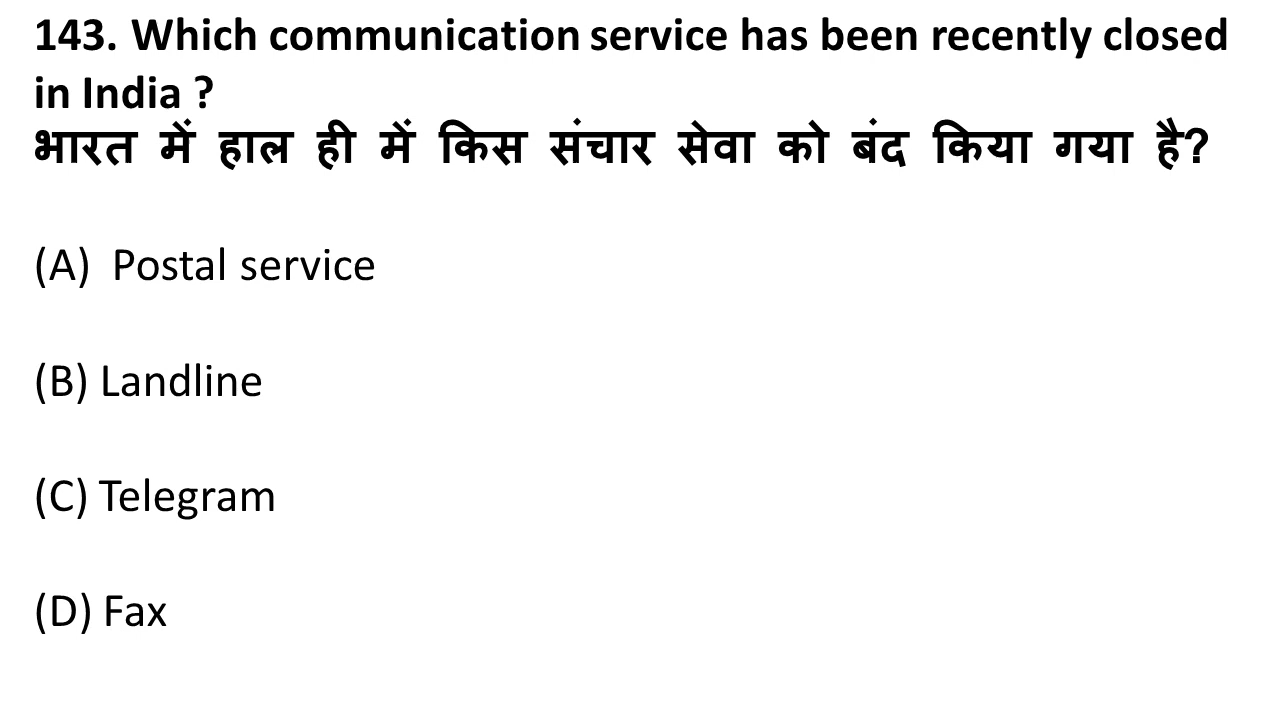 143. Which communication service has been recently closed
in India ?
भारत में हाल ही में किस संचार सेवा को बंद किया गया है?
(A) Postal service
(B) Landline
(C) Telegram
(D) Fax